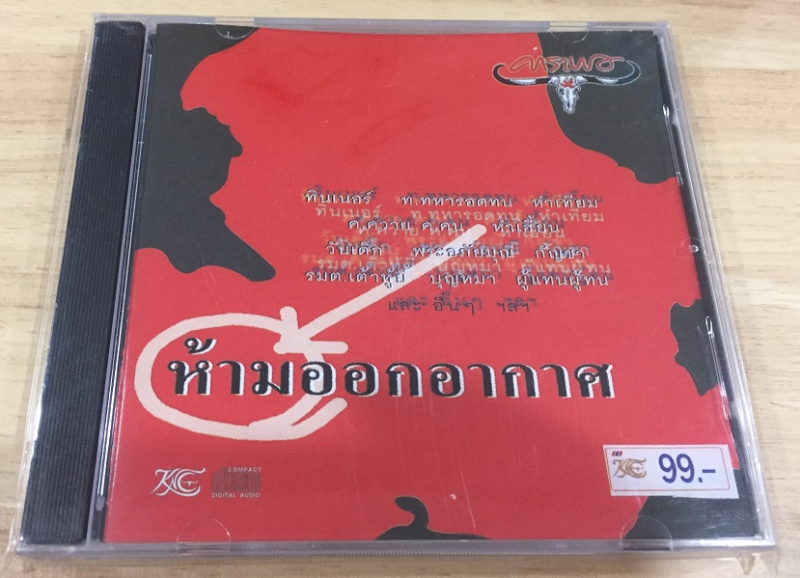 คาราบาว
ทินเนอร์ ท.ทหารอดทน หำเทียม
ค.ควาย ค.คน หำเฮี้ยน
วันเด็ก พระอภัยมุณี กัญชา
รมต.เต้าหู้ยี้ บุญหมา ผู้แทนผู้ทน
และ อื่นๆ ฯลฯ
ห้ามออกอากาศ
COMPACT
DIGITAL AUDIO
99.-